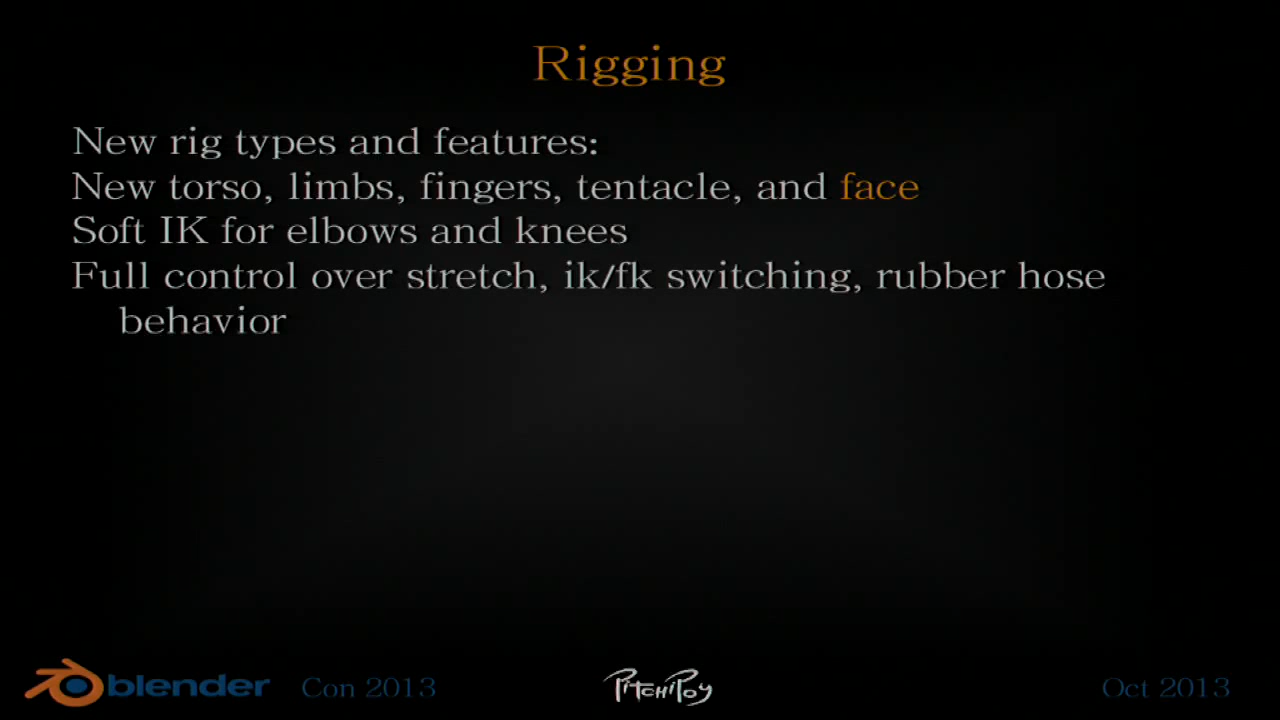 Rigging
New rig types and features:
New torso, limbs, fingers, tentacle, and face
Soft IK for elbows and knees
Full control over stretch, ik/fk switching, rubber hose
behavior
blender Con 2013 PitchiPoy Oct 2013